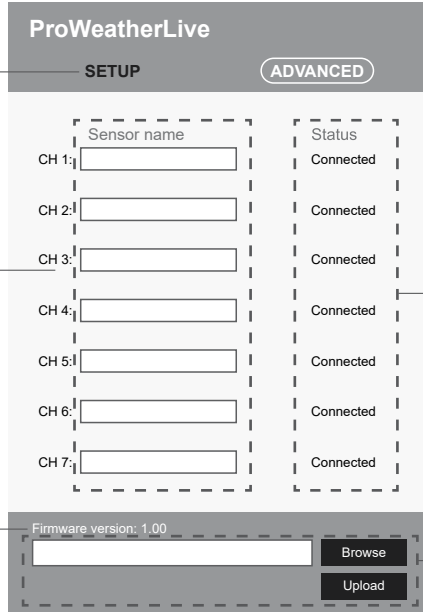 ProWeatherLive
SETUP ADVANCED
Sensor name Status
CH 1: Connected
CH 2: Connected
CH 3: Connected
CH 4: Connected
CH 5: Connected
CH 6: Connected
CH 7: Connected
Firmware version: 1.00
Browse
Upload